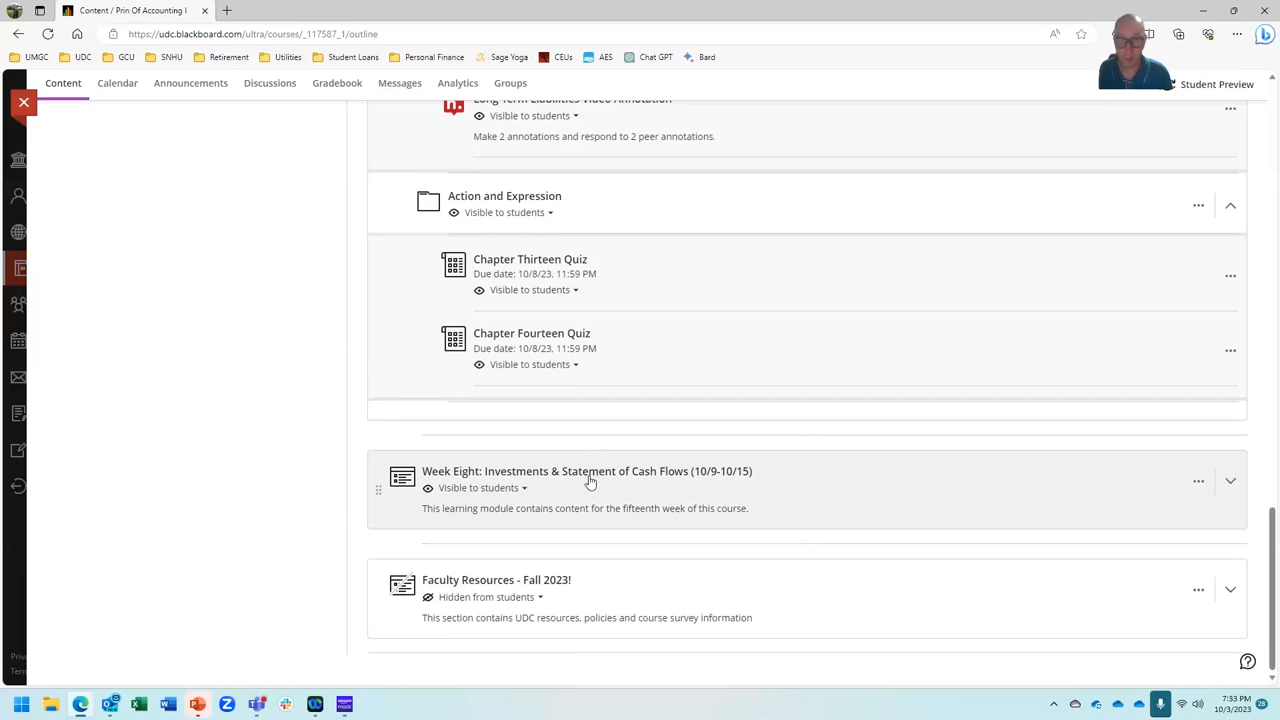 Content / Prin Of Accounting I
https://udc.blackboard.com/ultra/courses/_117587_1/outline
UMGC
UDC
GCU
SNHU
Retirement
Utilities
Student Loans
Personal Finance
Sage Yoga
CEUs
AES
Chat GPT
Bard
Content
Calendar
Announcements
Discussions
Gradebook
Messages
Analytics
Groups
Student Preview
Long Term Liabilities Video Annotation
Visible to students
Make 2 annotations and respond to 2 peer annotations.
Action and Expression
Visible to students
Chapter Thirteen Quiz
Due date: 10/8/23, 11:59 PM
Visible to students
Chapter Fourteen Quiz
Due date: 10/8/23, 11:59 PM
Visible to students
Week Eight: Investments & Statement of Cash Flows (10/9-10/15)
Visible to students
This learning module contains content for the fifteenth week of this course.
Faculty Resources - Fall 2023!
Hidden from students
This section contains UDC resources, policies and course survey information
7:33 PM
10/3/2023
28